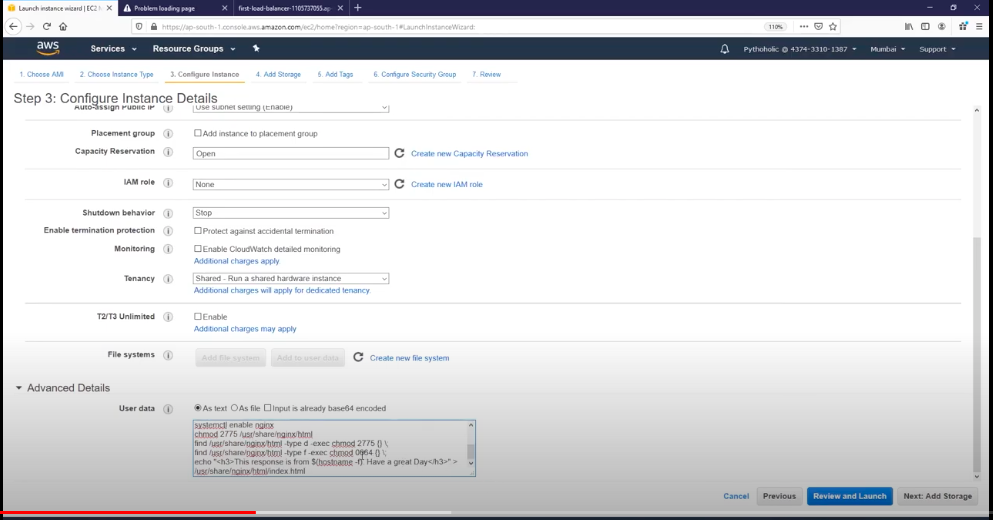 Launch instance wizard | EC2 M
Problem loading page
first-load-balancer-1105737055.ap-
https://ap-south-1.console.aws.amazon.com/ec2/home?region=ap-south-1#LaunchInstanceWizard:
110%
aws
Services
Resource Groups
Pythoholic @ 4374-3310-1387
Mumbai
Support
1. Choose AMI
2. Choose Instance Type
3. Configure Instance
4. Add Storage
5. Add Tags
6. Configure Security Group
7. Review
Step 3: Configure Instance Details
Auto-assign Public IP
Use subnet setting (Enable)
Placement group
Add instance to placement group
Capacity Reservation
Open
Create new Capacity Reservation
IAM role
None
Create new IAM role
Shutdown behavior
Stop
Enable termination protection
Protect against accidental termination
Monitoring
Enable CloudWatch detailed monitoring
Additional charges apply
Tenancy
Shared - Run a shared hardware instance
Additional charges will apply for dedicated tenancy.
T2/T3 Unlimited
Enable
Additional charges may apply
File systems
Add file system
Add to user data
Create new file system
Advanced Details
User data
As text
As file
Input is already base64 encoded
systemctl enable nginx
chmod 2775 /usr/share/nginx/html
find /usr/share/nginx/html -type d -exec chmod 2775 {} \;
find /usr/share/nginx/html -type f -exec chmod 0664 {} \;
echo "<h3>This response is from $(hostname -f). Have a great Day</h3>" >
/usr/share/nginx/html/index.html
Cancel
Previous
Review and Launch
Next: Add Storage